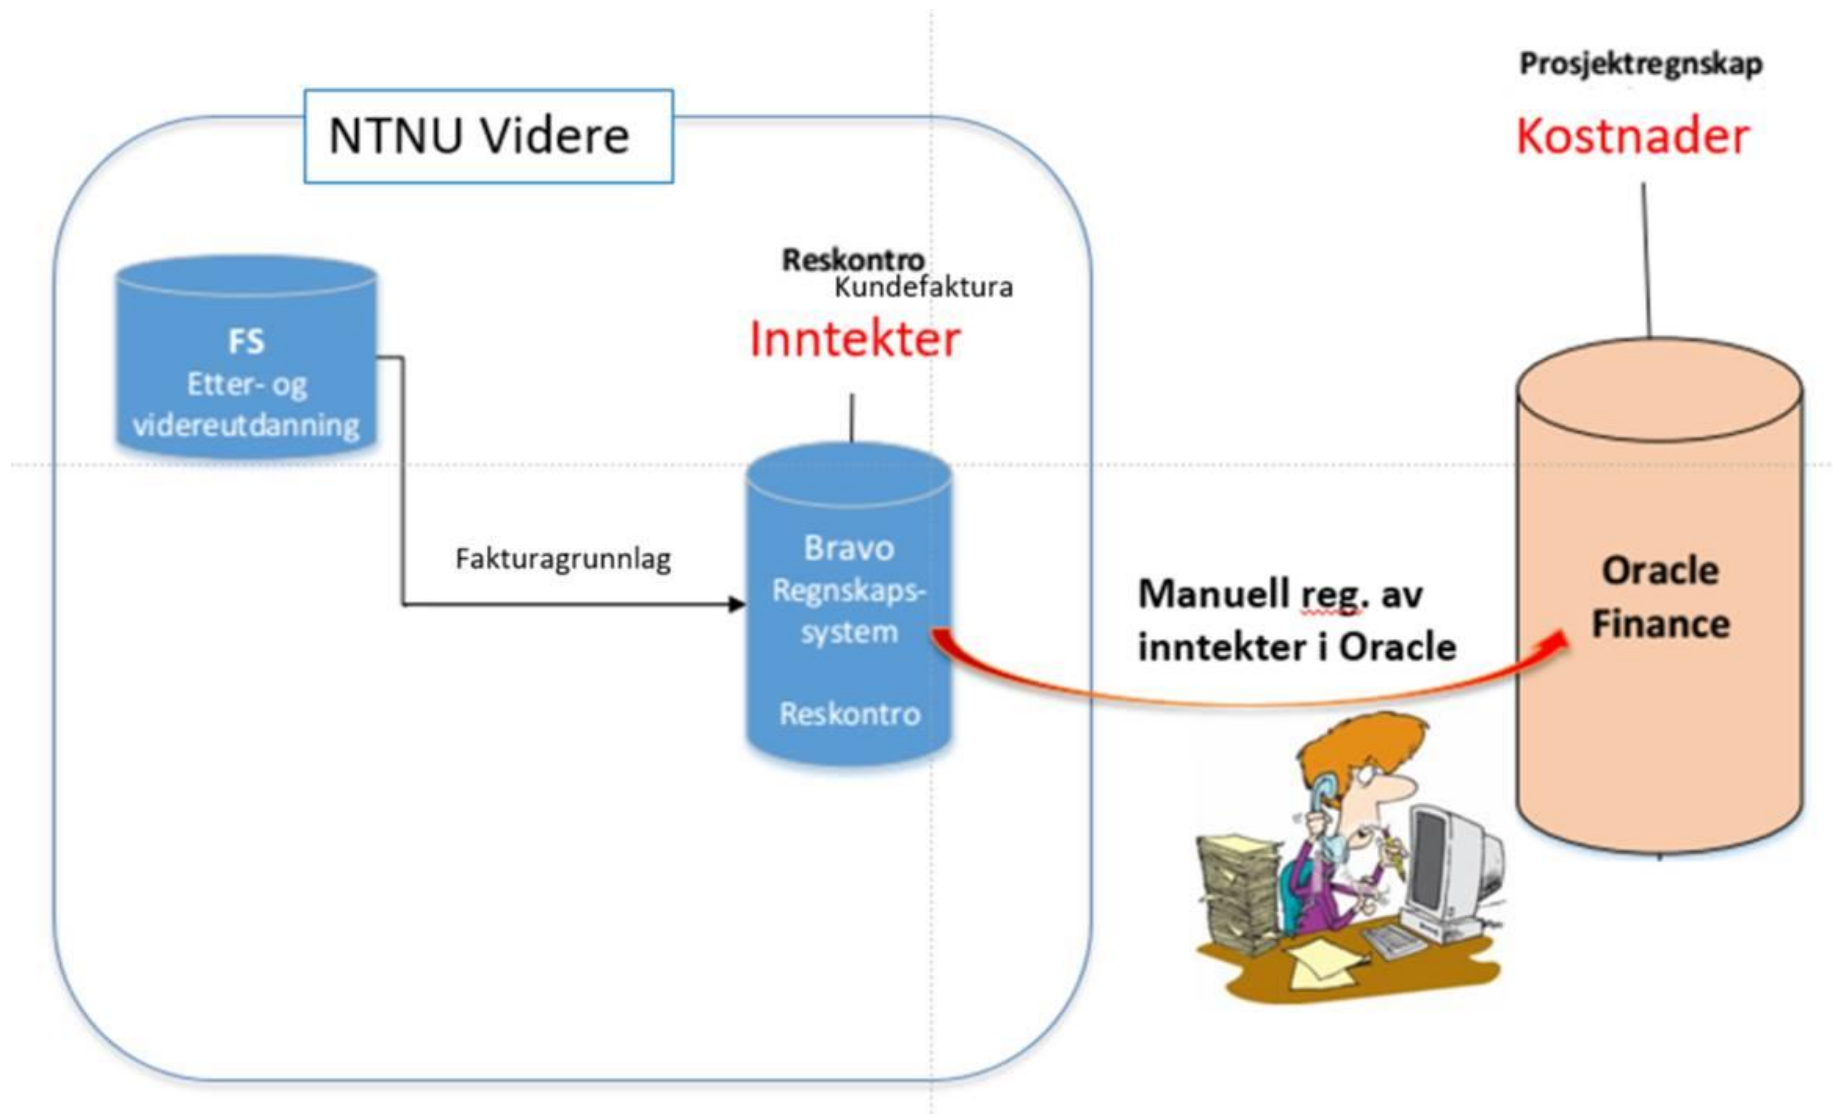 Prosjektregnskap
Kostnader
NTNU Videre
Reskontro
Kundefaktura
Inntekter
FS
Etter- og
videreutdanning
Fakturagrunnlag
Bravo
Regnskaps-
system
Reskontro
Manuell reg. av
inntekter i Oracle
Oracle
Finance